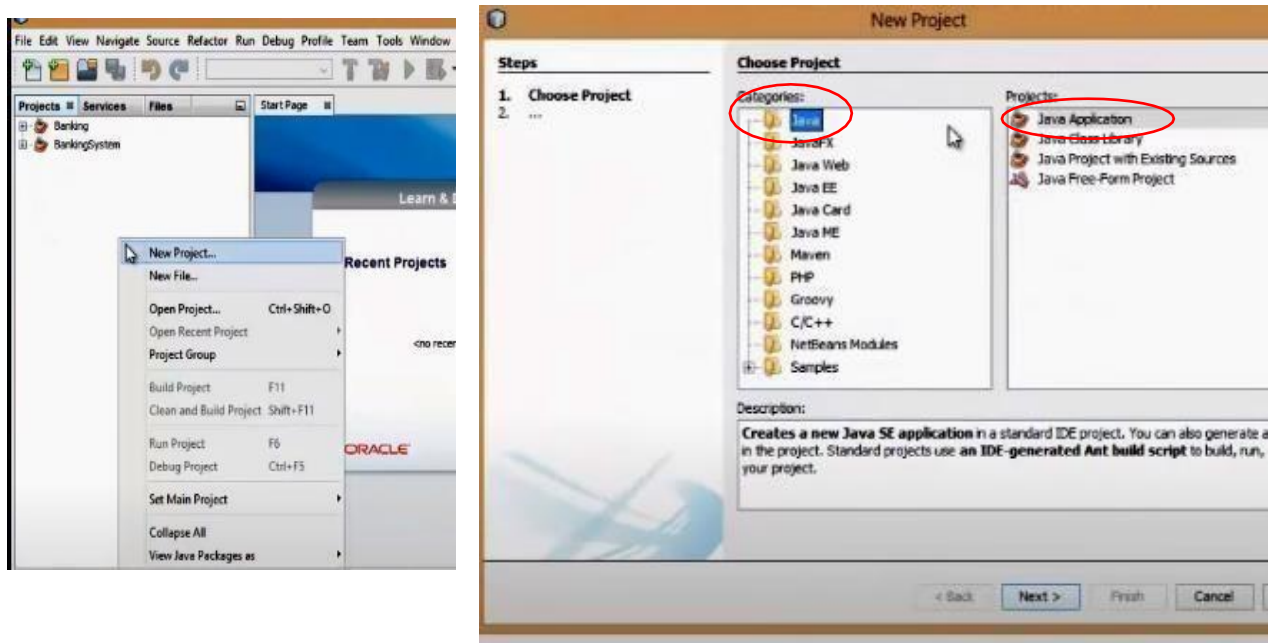 File Edit View Navigate Source Refactor Run Debug Profile Team Tools Window
Projects Services Files
Start Page
Banking
BankingSystem
Learn &
New Project...
New File...
Open Project... Ctrl+Shift+O
Open Recent Project
Project Group
Build Project F11
Clean and Build Project Shift+F11
Run Project F6
Debug Project Ctrl+F5
Set Main Project
Collapse All
View Java Packages as
Recent Projects
<no recen
ORACLE
New Project
Steps
1. Choose Project
2. ...
Choose Project
Categories:
Java
JavaFX
Java Web
Java EE
Java Card
Java ME
Maven
PHP
Groovy
C/C++
NetBeans Modules
Samples
Projects:
Java Application
Java Class Library
Java Project with Existing Sources
Java Free-Form Project
Description:
Creates a new Java SE application in a standard IDE project. You can also generate a
in the project. Standard projects use an IDE-generated Ant build script to build, run,
your project.
< Back Next > Finish Cancel